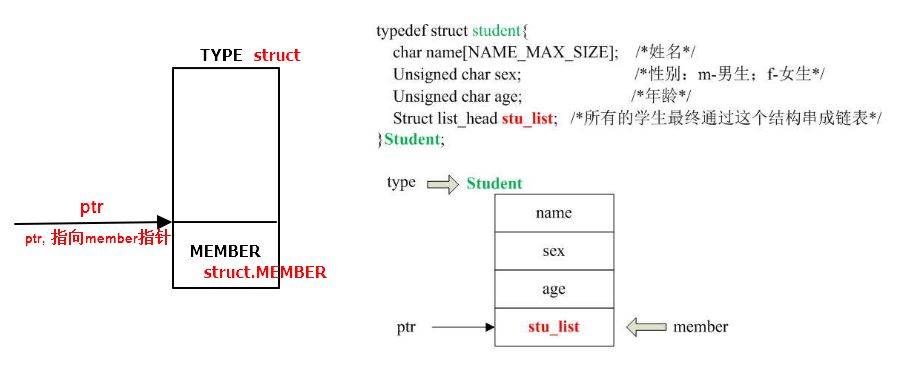 TYPE struct
ptr
ptr, 指向member指针
MEMBER
struct.MEMBER
typedef struct student{
char name[NAME_MAX_SIZE]; /*姓名*/
Unsigned char sex; /*性别：m-男生；f-女生*/
Unsigned char age; /*年龄*/
Struct list_head stu_list; /*所有的学生最终通过这个结构串成链表*/
}Student;
type Student
name
sex
age
ptr stu_list member